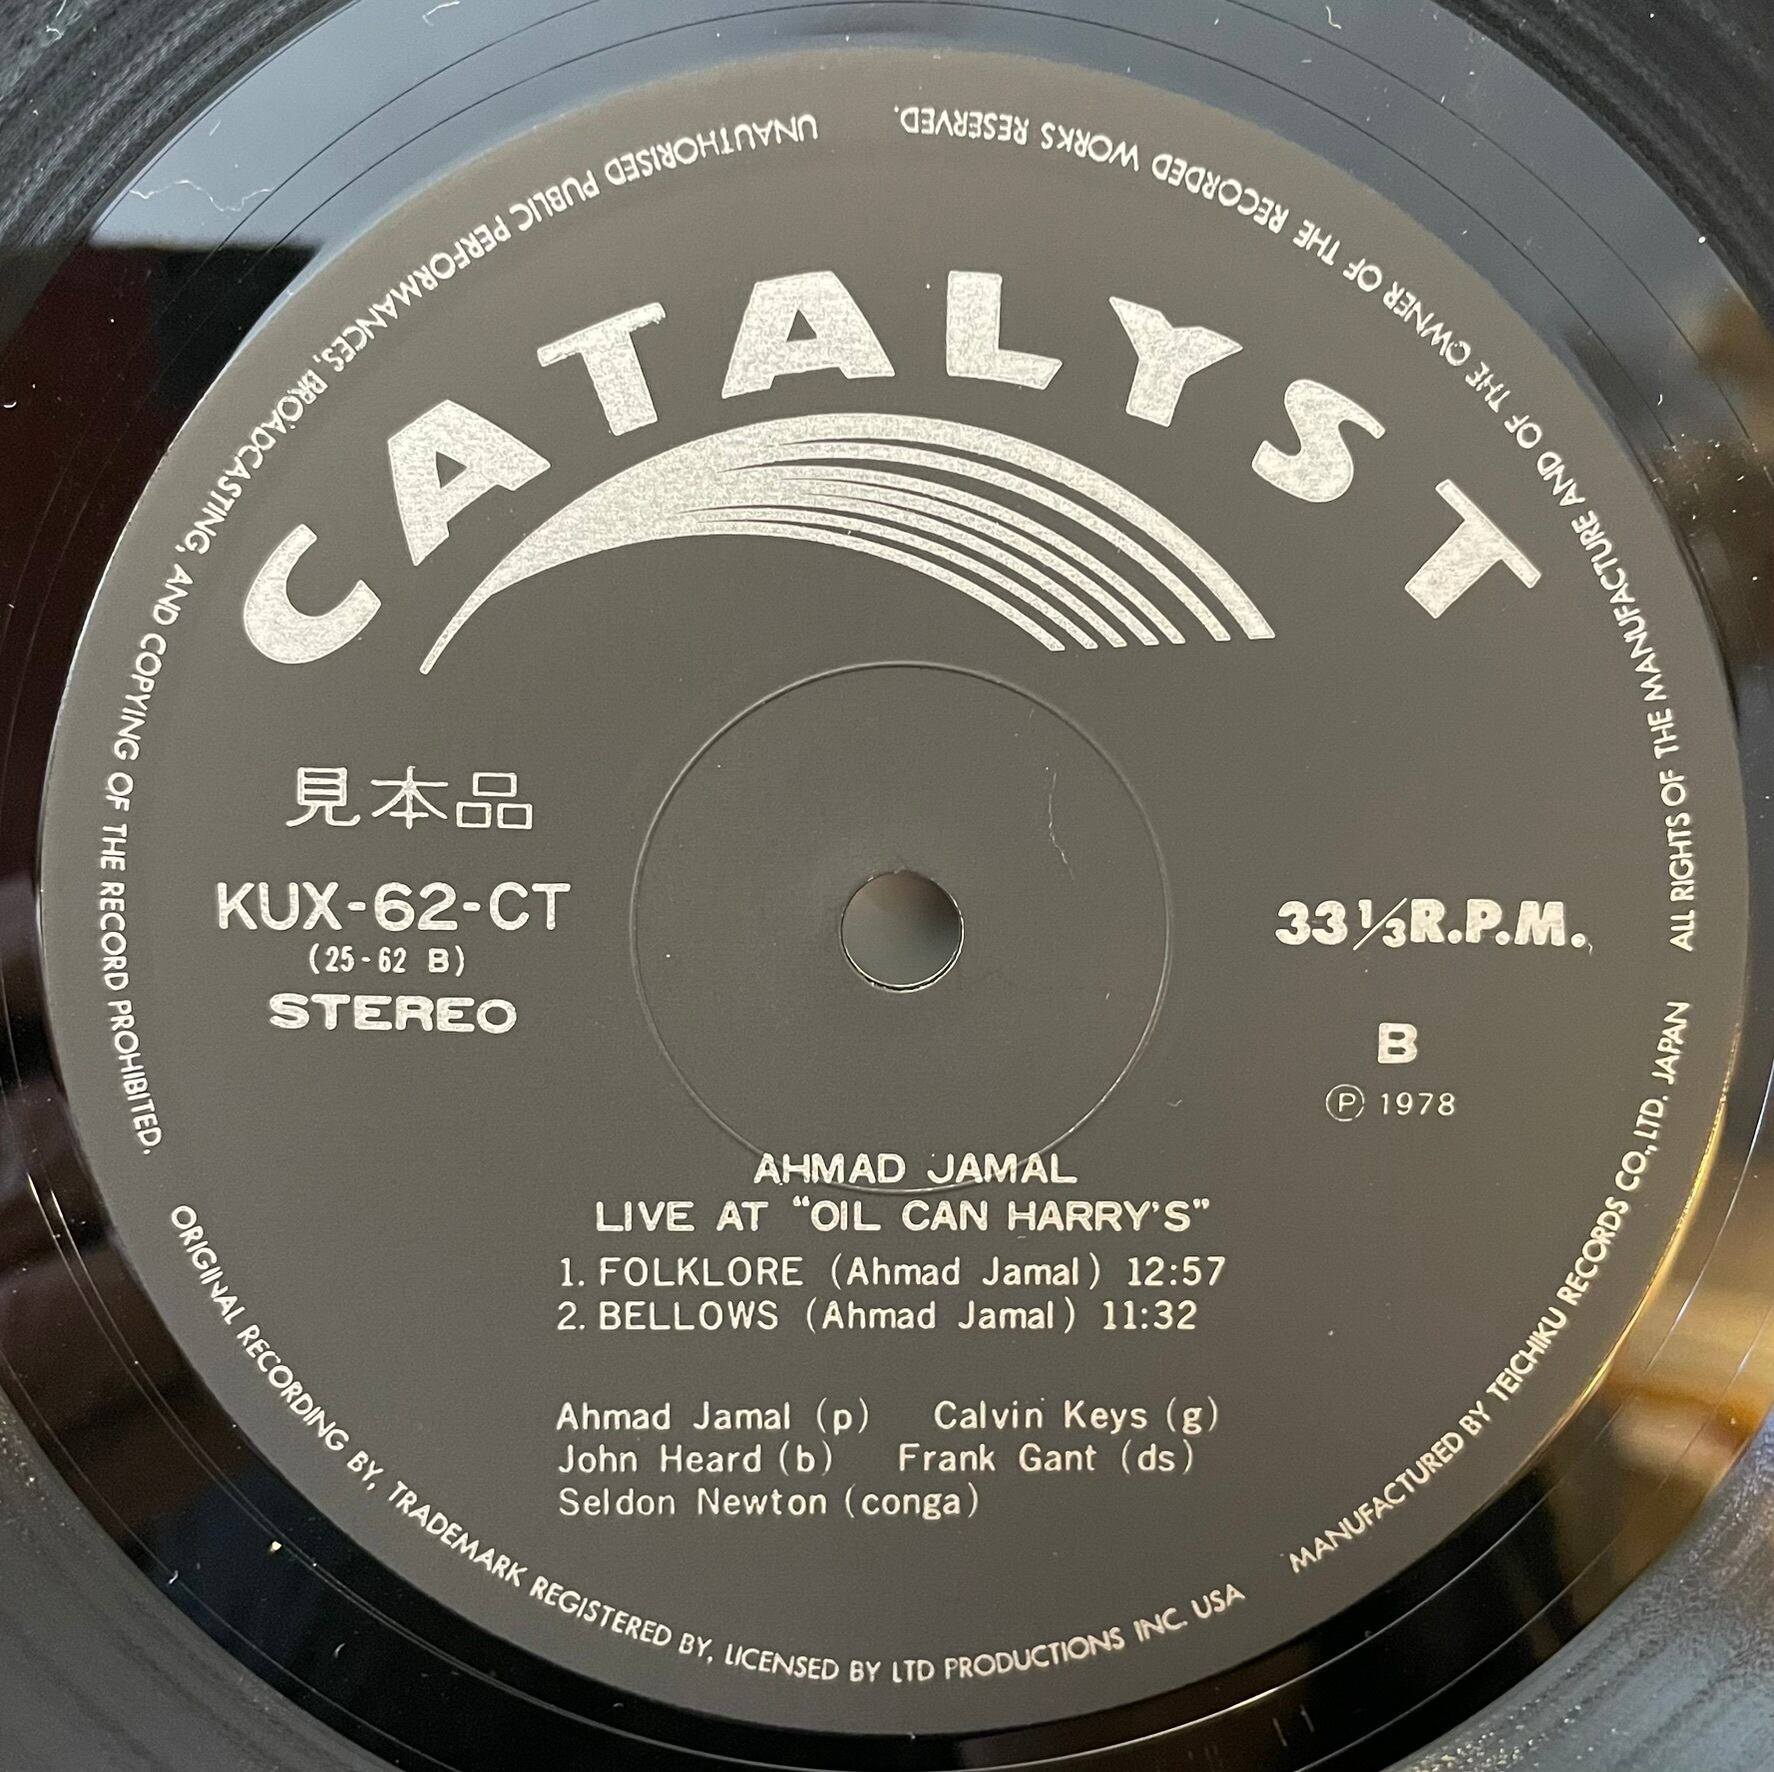 CATALYST
見本品
KUX-62-CT
(25-62 B)
STEREO
33 1/3 R.P.M.
B
Ⓟ 1978
AHMAD JAMAL
LIVE AT “OIL CAN HARRY’S”
1. FOLKLORE (Ahmad Jamal) 12:57
2. BELLOWS (Ahmad Jamal) 11:32
Ahmad Jamal (p) Calvin Keys (g)
John Heard (b) Frank Gant (ds)
Seldon Newton (conga)
ORIGINAL RECORDING BY, TRADEMARK REGISTERED BY, LICENSED BY LTD PRODUCTIONS INC. USA
MANUFACTURED BY TEICHIKU RECORDS CO., LTD. JAPAN
ALL RIGHTS OF THE MANUFACTURE AND OF THE OWNER OF THE RECORDED WORKS RESERVED.
UNAUTHORISED PUBLIC PERFORMANCES, BROADCASTING, AND COPYING OF THE RECORD PROHIBITED.